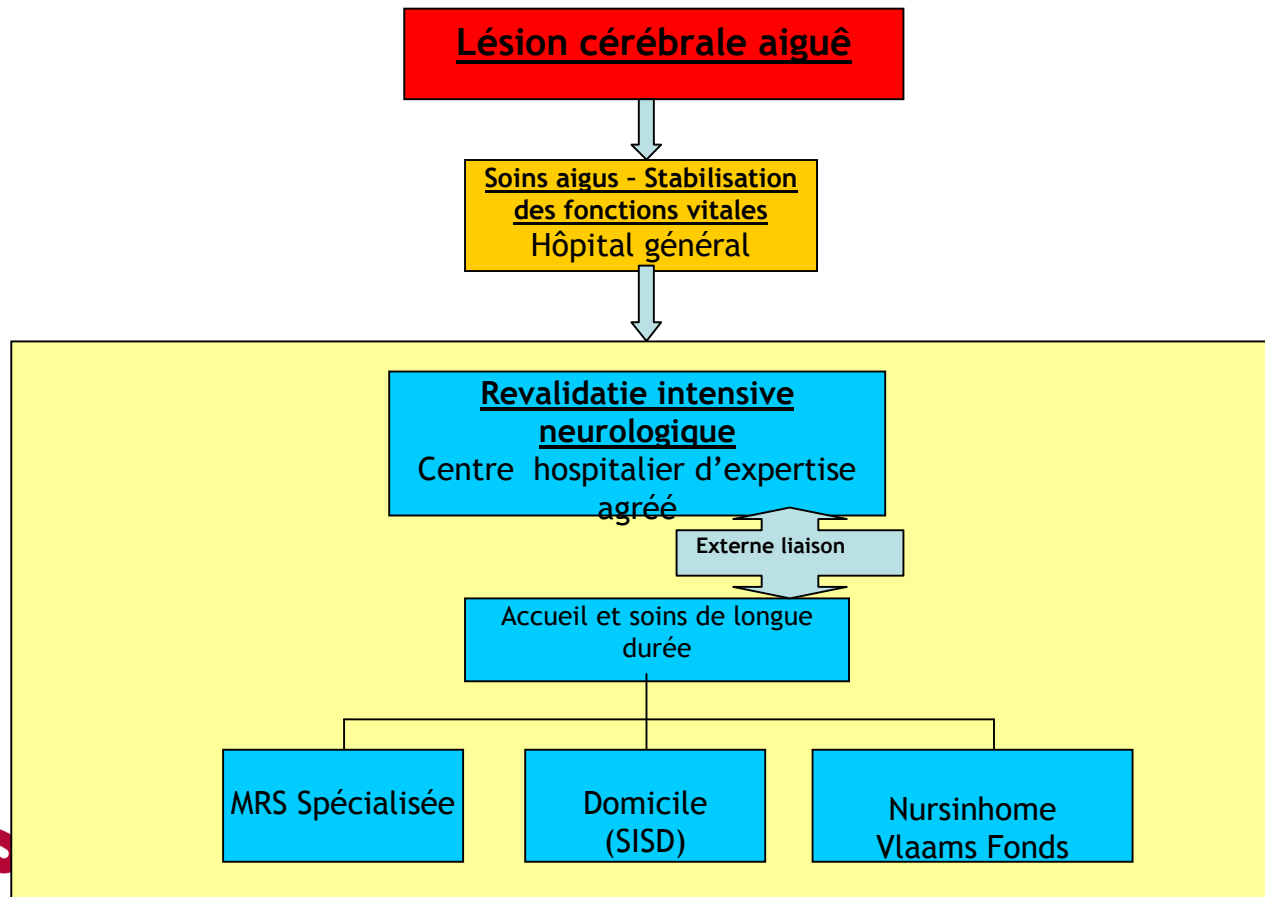 Lésion cérébrale aiguê
Soins aigus – Stabilisation
des fonctions vitales
Hôpital général
Revalidatie intensive
neurologique
Centre hospitalier d’expertise
agréé
Externe liaison
Accueil et soins de longue
durée
MRS Spécialisée
Domicile
(SISD)
Nursinhome
Vlaams Fonds